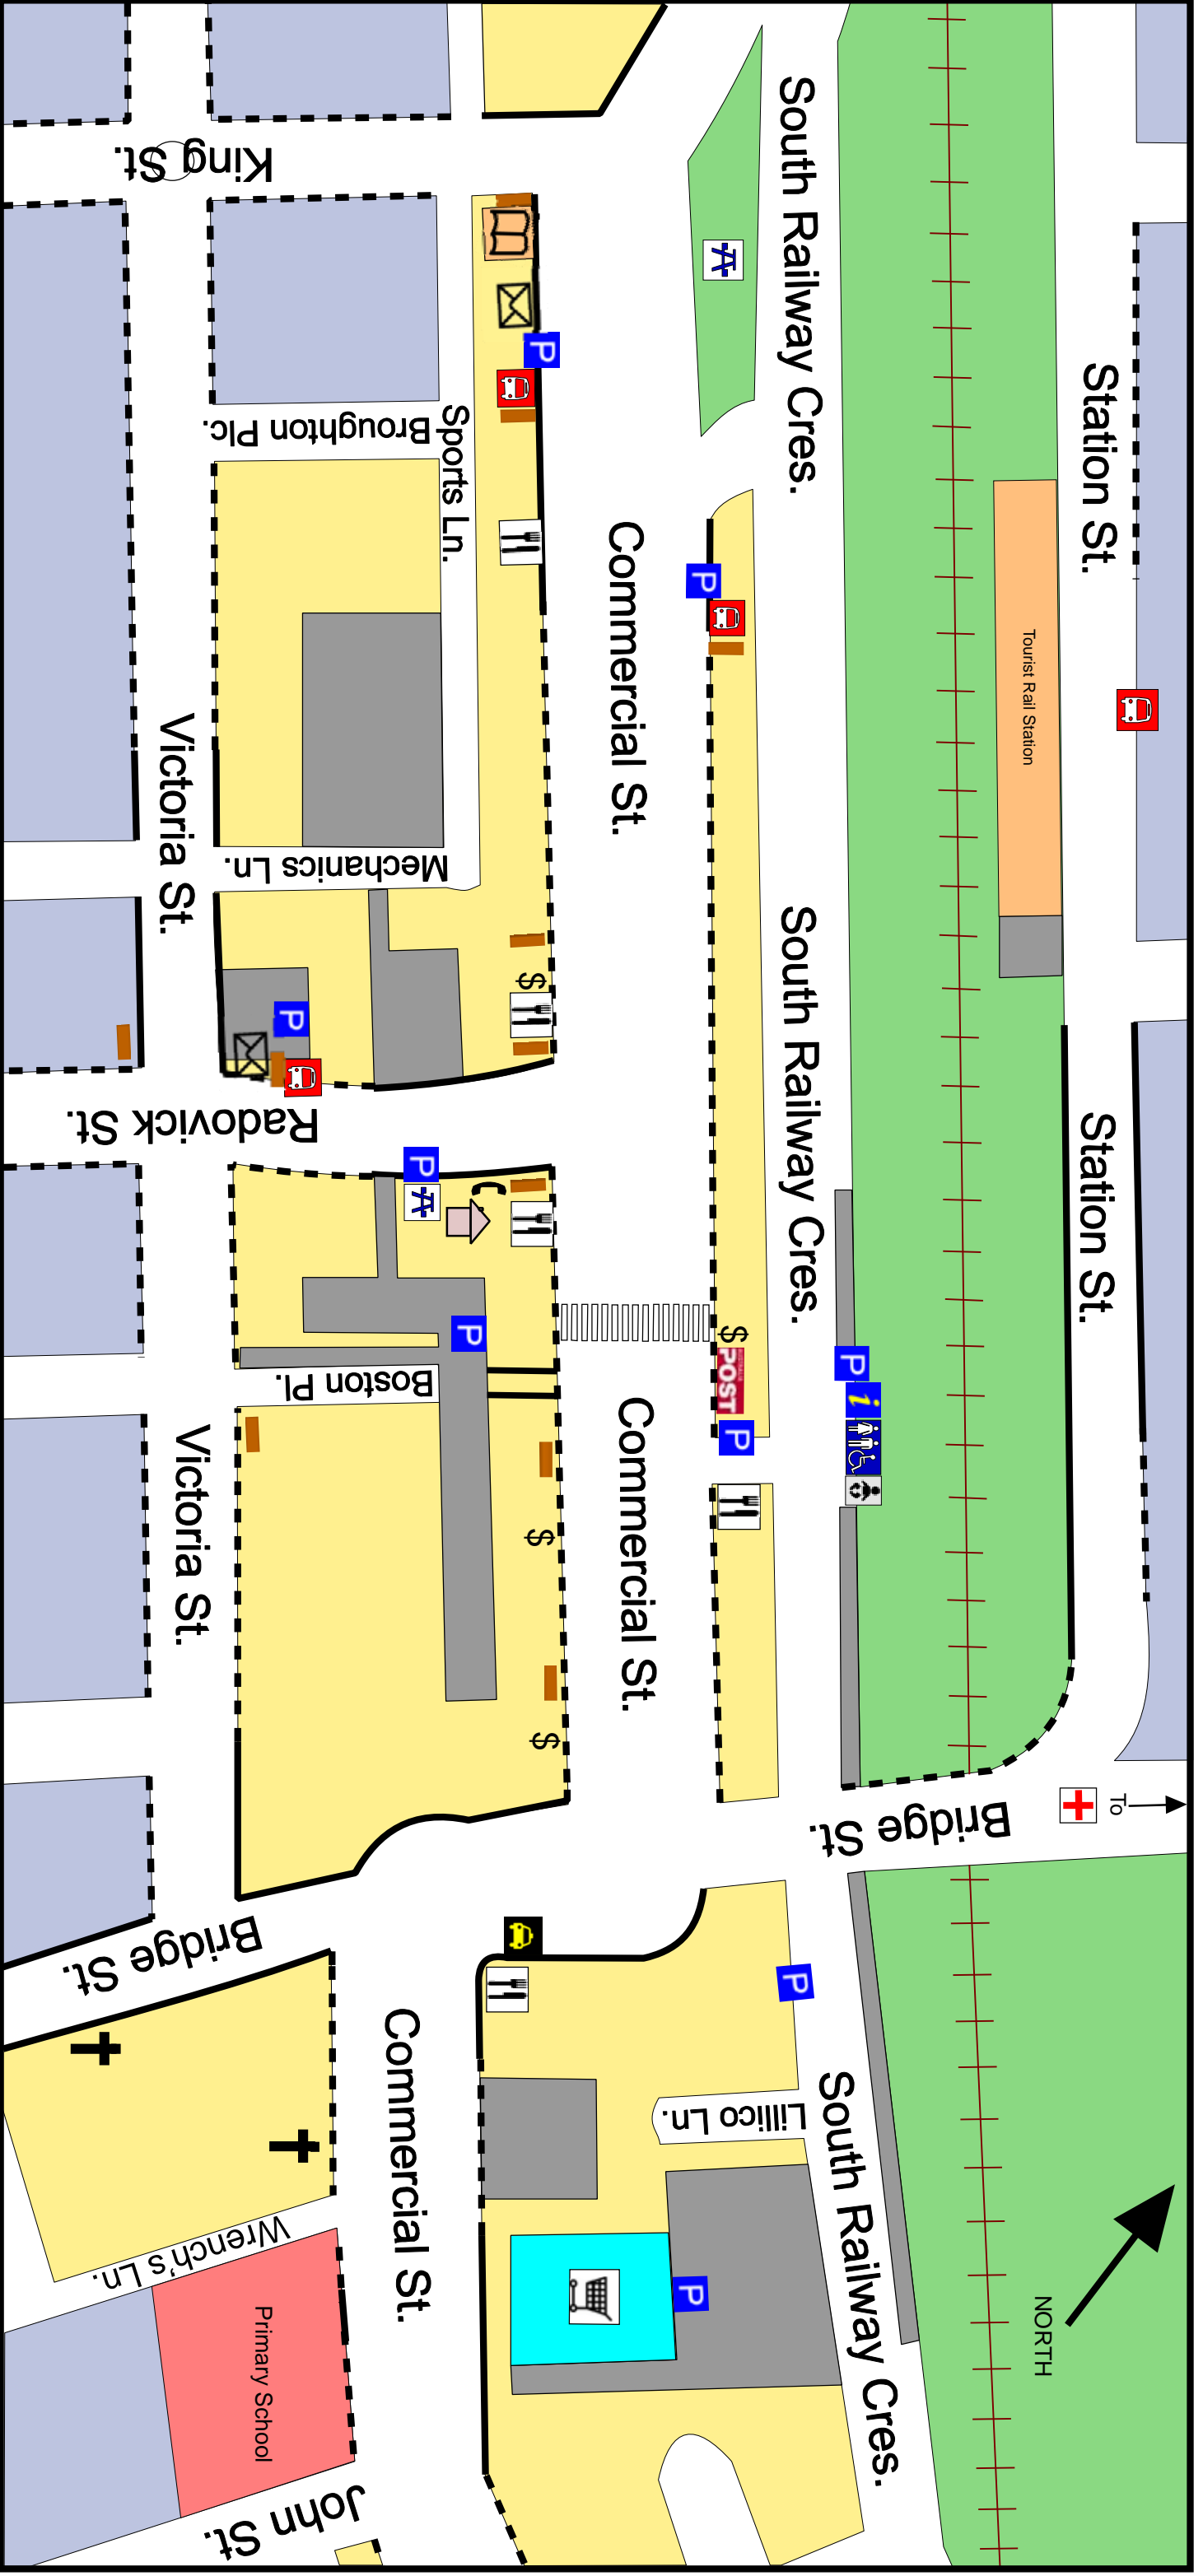 King St.
South Railway Cres.
Station St.
P
Broughton Plc.
Sports Ln.
Commercial St.
P
Tourist Rail Station
Victoria St.
Mechanics Ln.
South Railway Cres.
$
P
Radovick St.
Station St.
P
P
$
POST
P
i
Boston Pl.
P
Commercial St.
Victoria St.
$
$
To
Bridge St.
Bridge St.
P
Commercial St.
Lillico Ln.
South Railway Cres.
Wrench's Ln.
P
Primary School
NORTH
John St.